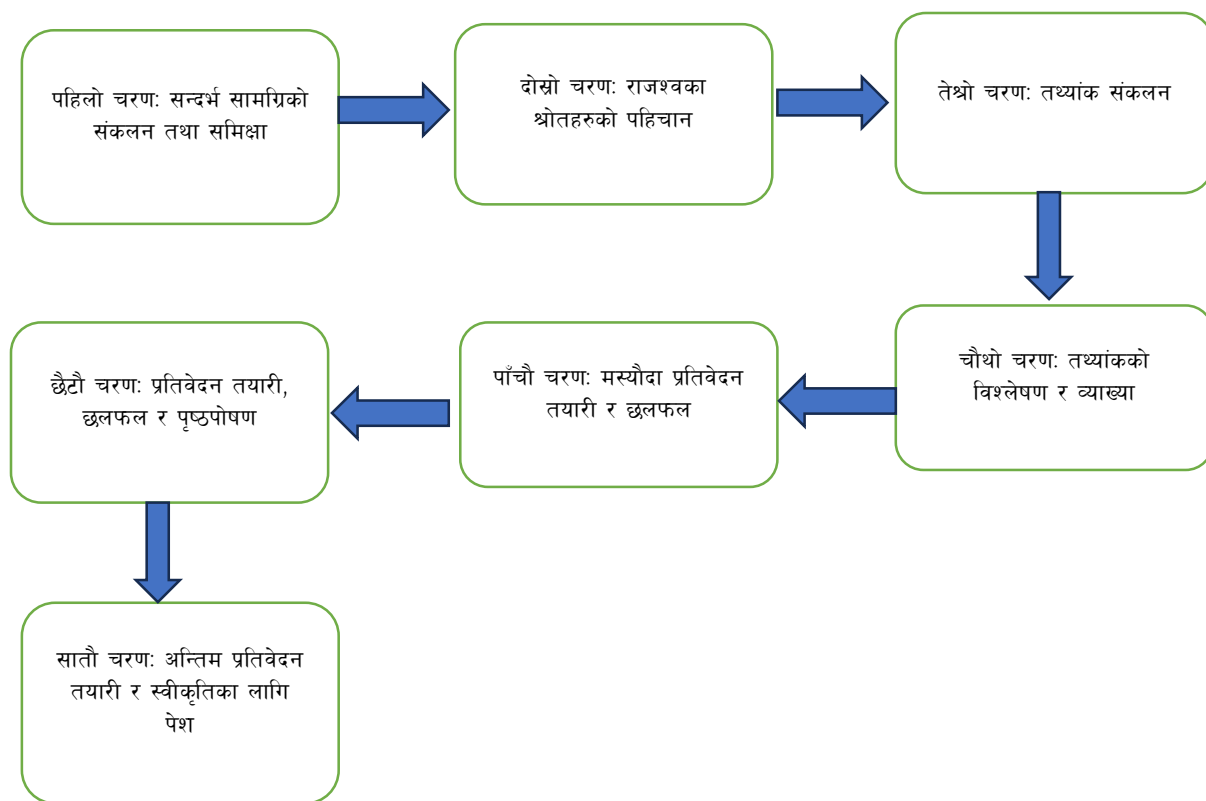 पहिलो चरण: सन्दर्भ सामग्रिको
संकलन तथा समिक्षा
दोस्रो चरण: राजश्वका
श्रोतहरुको पहिचान
तेश्रो चरण: तथ्यांक संकलन
चौथो चरण: तथ्यांकको
विश्लेषण र व्याख्या
पाँचौ चरण: मस्यौदा प्रतिवेदन
तयारी र छलफल
छैटौ चरण: प्रतिवेदन तयारी,
छलफल र पृष्ठपोषण
सातौ चरण: अन्तिम प्रतिवेदन
तयारी र स्वीकृतिका लागि
पेश